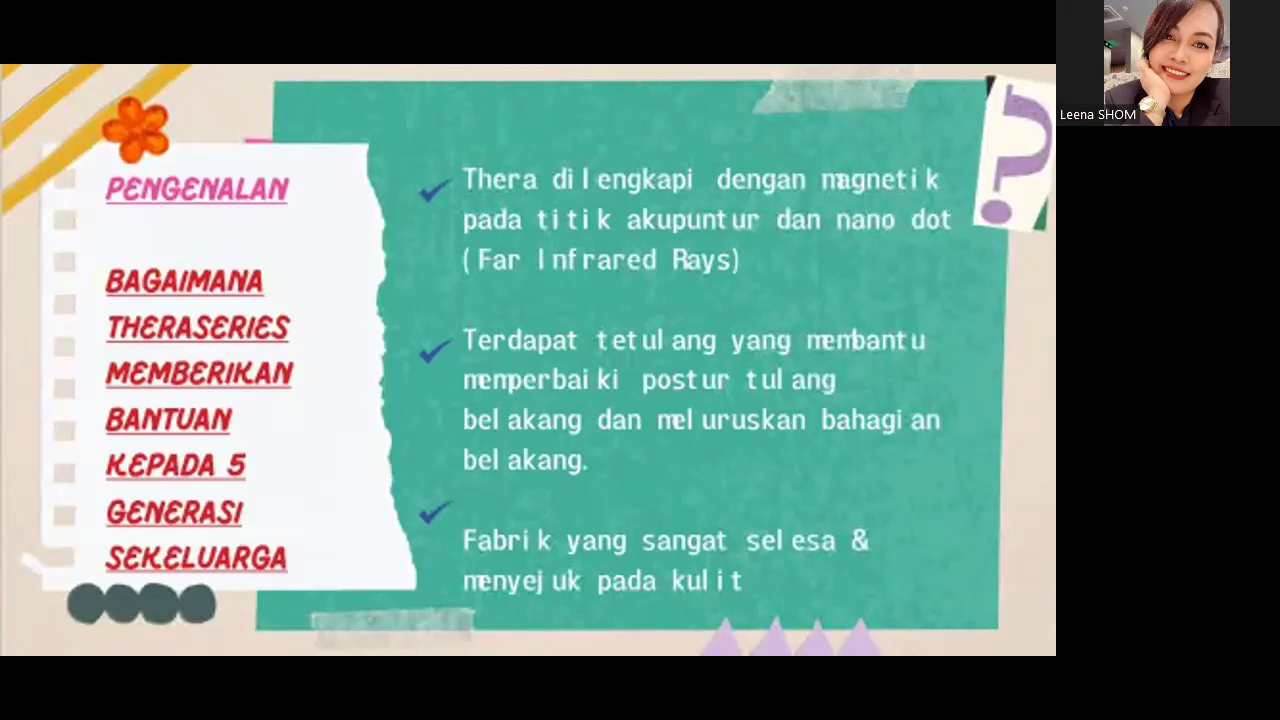 PENGENALAN
BAGAIMANA
THERASERIES
MEMBERIKAN
BANTUAN
KEPADA 5
GENERASI
SEKELUARGA
Thera dilengkapi dengan magnetik
pada titik akupuntur dan nano dot
(Far Infrared Rays)
Terdapat tetulang yang membantu
memperbaiki postur tulang
belakang dan meluruskan bahagian
belakang.
Fabrik yang sangat selesa &
menyejuk pada kulit
?
Leena SHOM